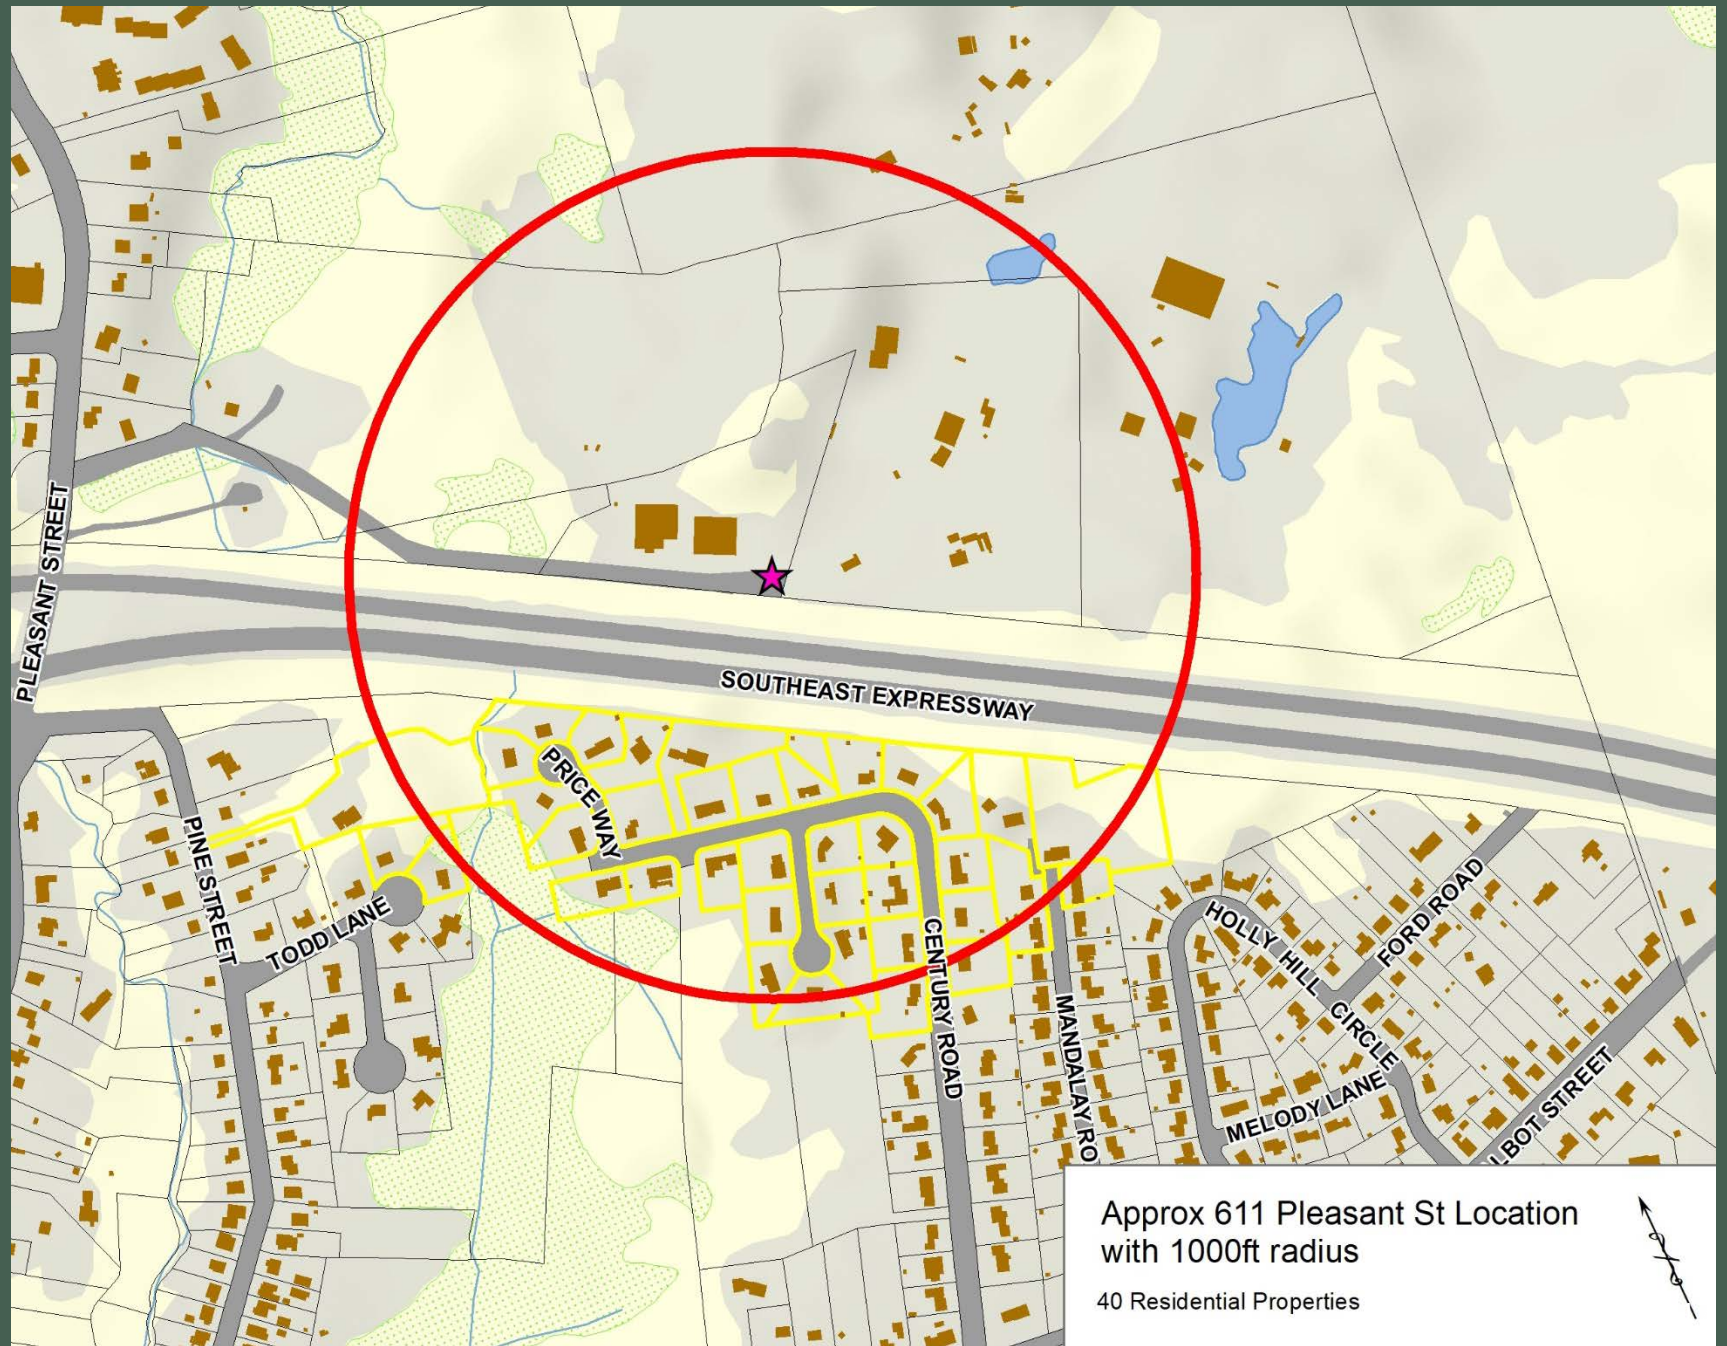 PLEASANT STREET
SOUTHEAST EXPRESSWAY
PRICE WAY
PINE STREET
TODD LANE
CENTURY ROAD
MANDALAY RO
HOLLY HILL CIRCLE
FORD ROAD
MELODY LANE
LBOT STREET
Approx 611 Pleasant St Location
with 1000ft radius
40 Residential Properties